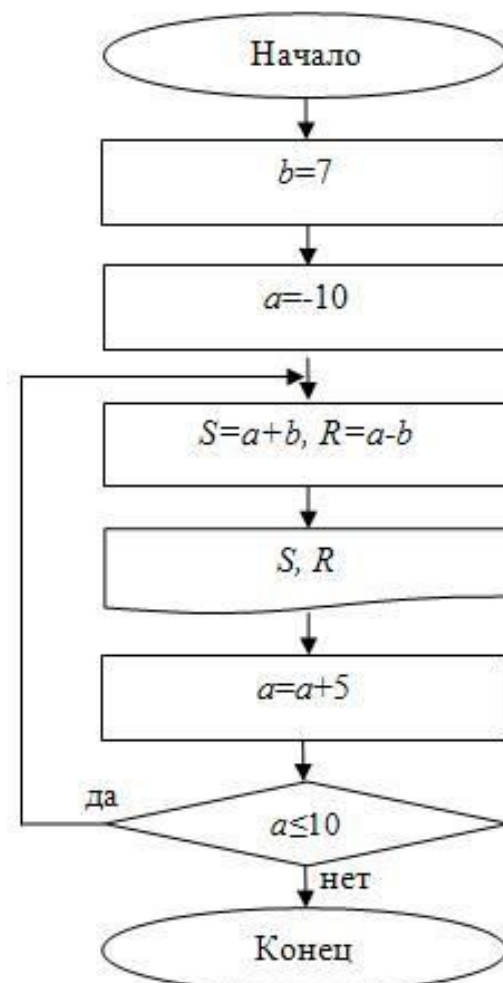 Начало
b=7
a=-10
S=a+b, R=a-b
S, R
a=a+5
да
a≤10
нет
Конец